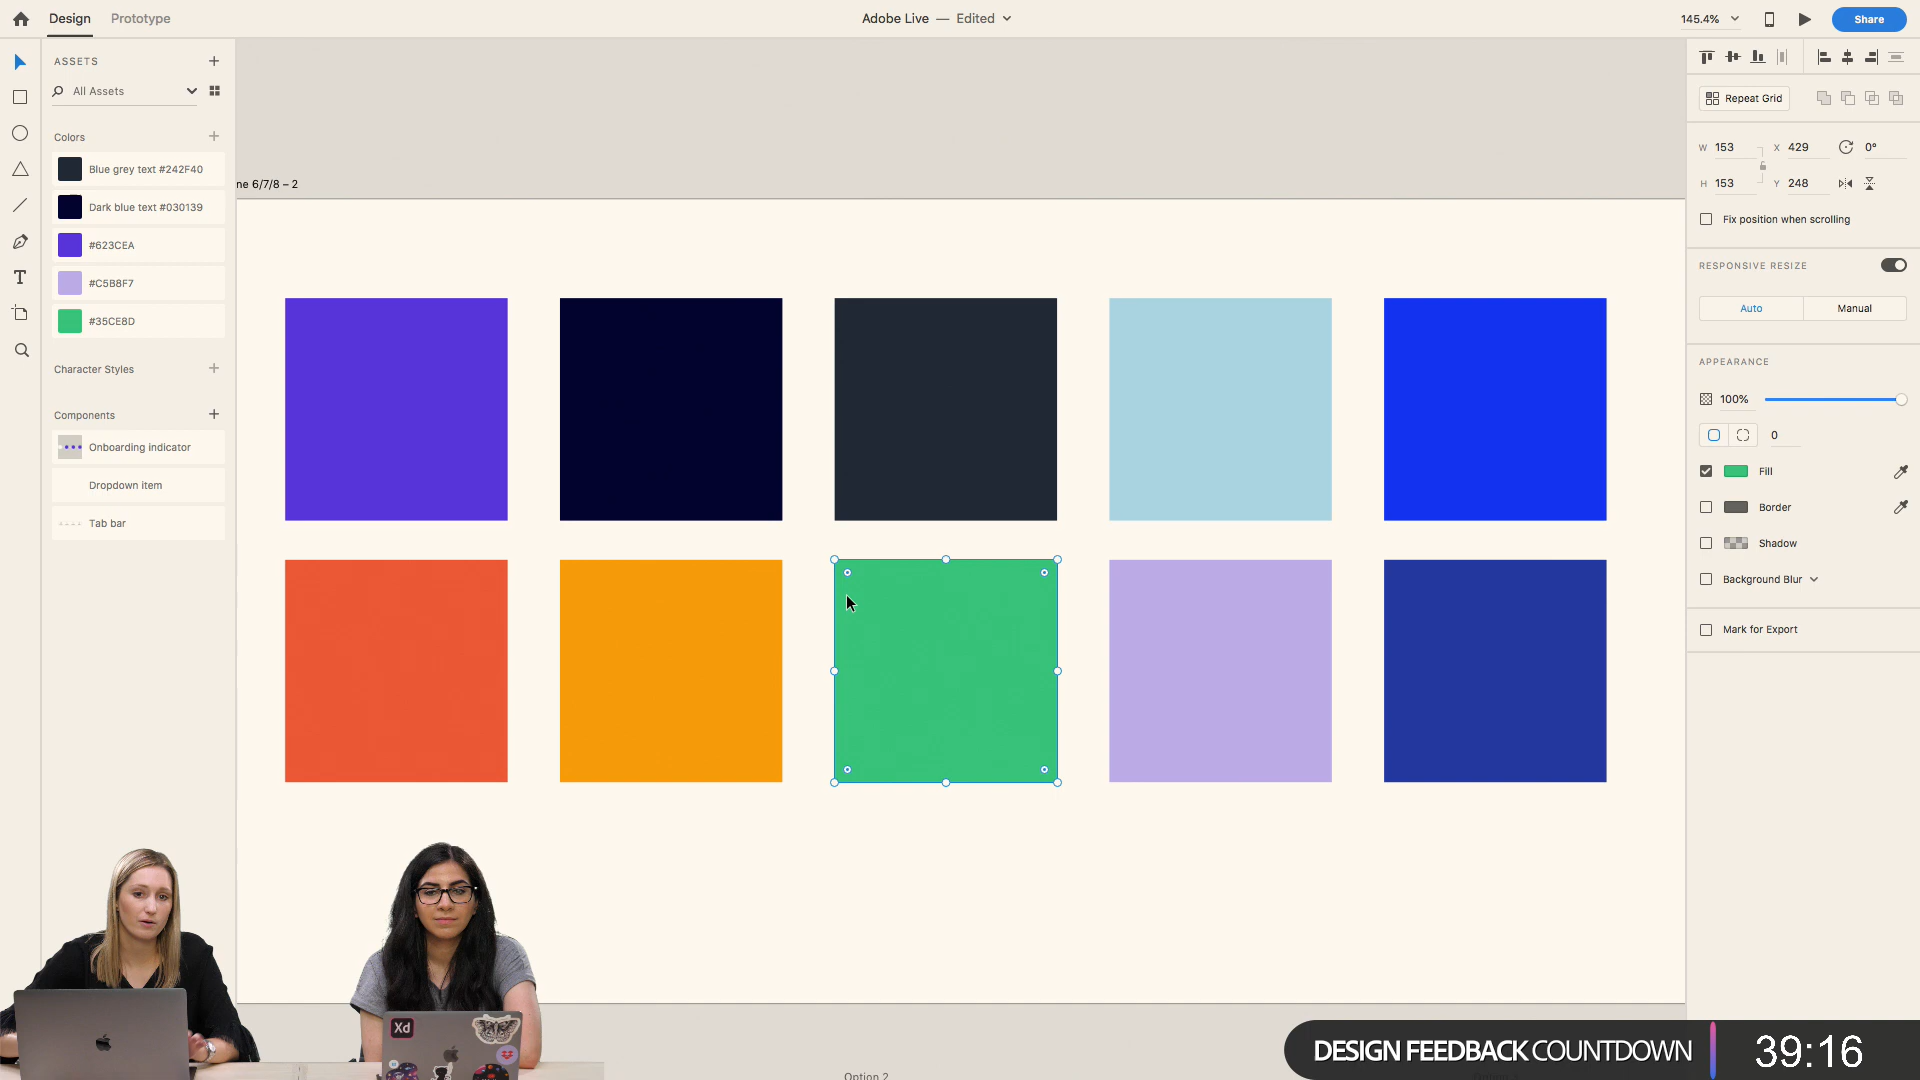 Design
Prototype
Adobe Live — Edited
145.4%
Share
ASSETS
All Assets
Colors
Blue grey text #242F40
Dark blue text #030139
#623CEA
#C5B8F7
#35CE8D
Character Styles
Components
Onboarding indicator
Dropdown item
Tab bar
ne 6/7/8 – 2
Repeat Grid
W 153
X 429
0°
H 153
Y 248
Fix position when scrolling
RESPONSIVE RESIZE
Auto
Manual
APPEARANCE
100%
0
Fill
Border
Shadow
Background Blur
Mark for Export
Xd
Option 2
DESIGN FEEDBACK COUNTDOWN
39:16